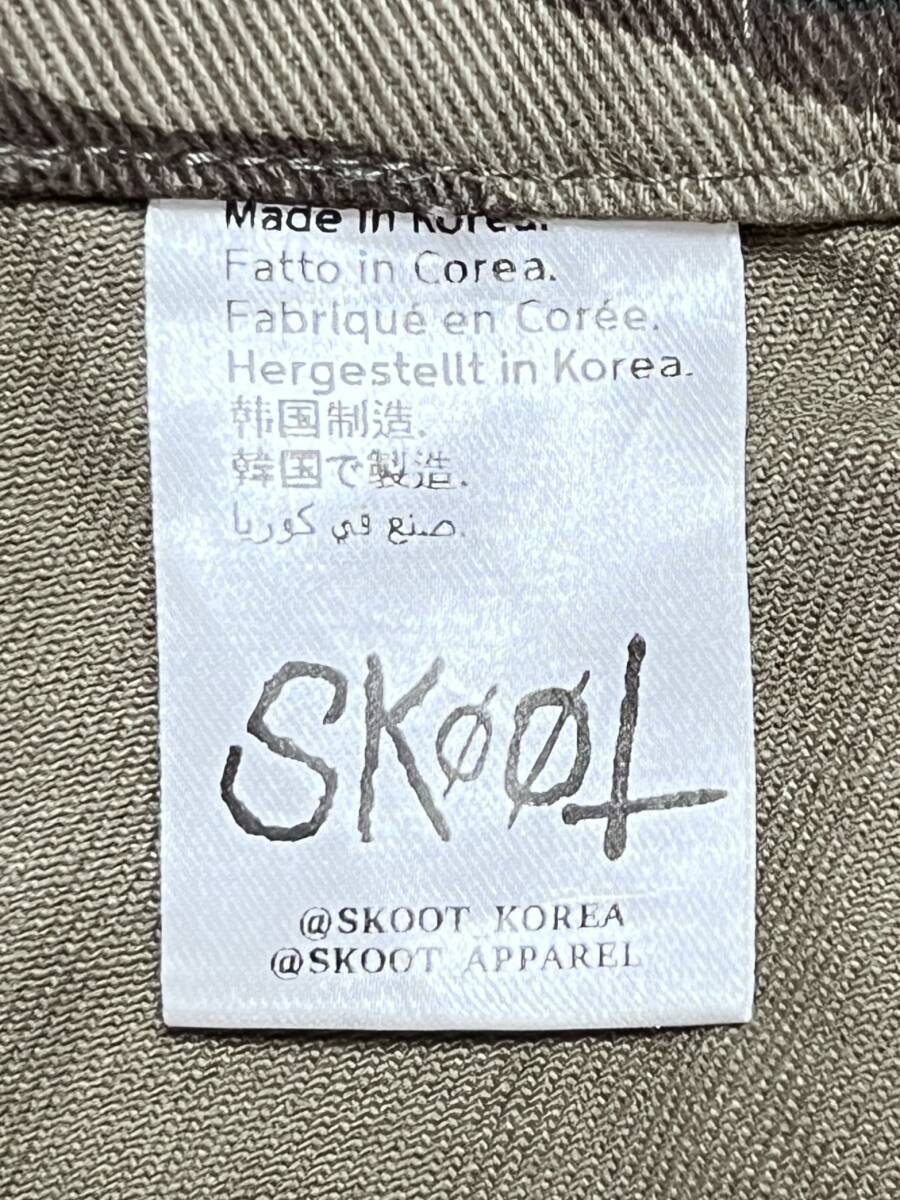 Made in Korea.
Fatto in Corea.
Fabriqué en Corée.
Hergestellt in Korea.
韩国制造.
韓国で製造.
صنع في كوريا.
SKØØT
@SKOOT_KOREA
@SKOOT_APPAREL